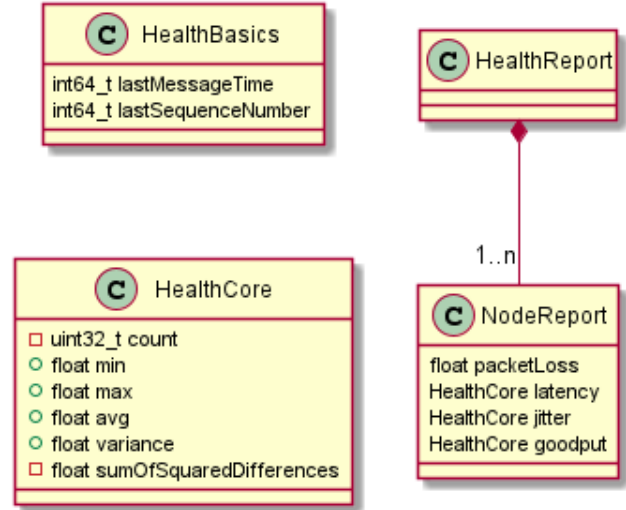 C HealthBasics
int64_t lastMessageTime
int64_t lastSequenceNumber
C HealthReport
1..n
C HealthCore
uint32_t count
float min
float max
float avg
float variance
float sumOfSquaredDifferences
C NodeReport
float packetLoss
HealthCore latency
HealthCore jitter
HealthCore goodput